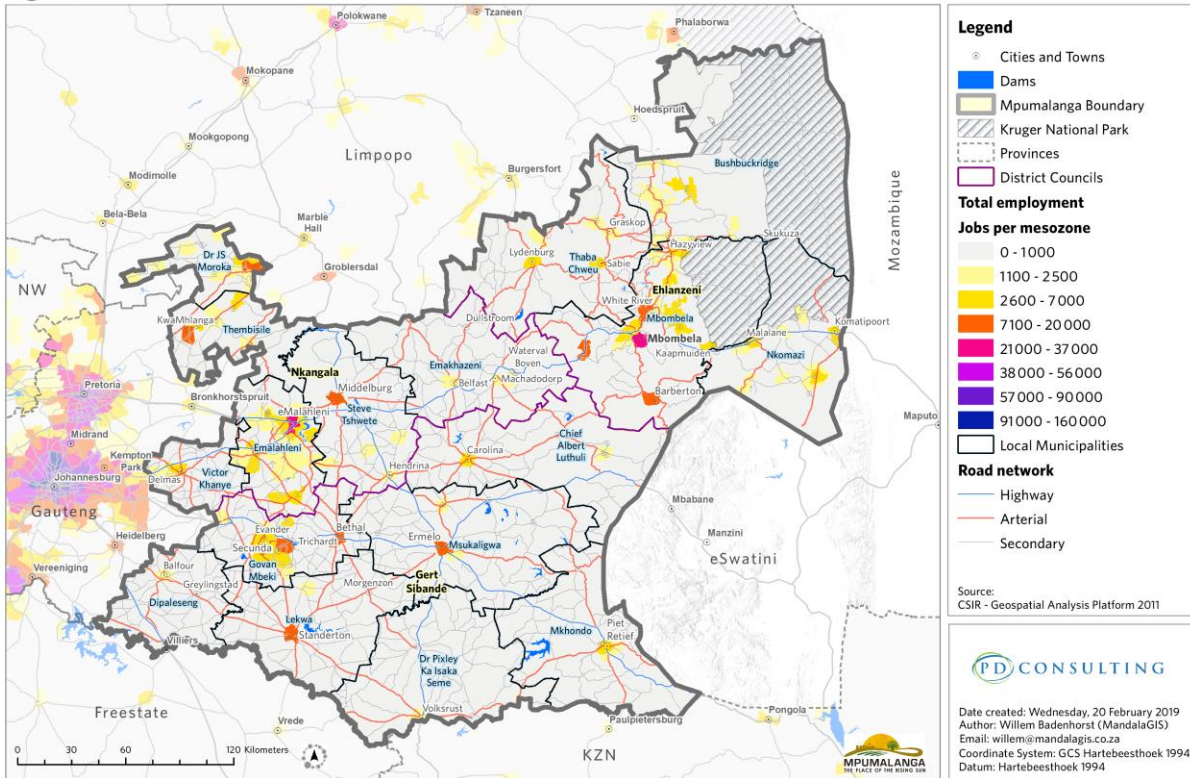 Polokwane
Tzaneen
Phalaborwa
Mokopane
Hoedspruit
Mookgopong
Limpopo
Bushbuckridge
Modimolle
Burgersfort
Mozambique
Bela-Bela
Marble
Hall
Graskop
Skukuza
Dr JS
Moroka
Groblersdal
Lydenburg
Hazyview
Thaba
Chweu
Sabie
NW
Ehlanzeni
KwaMhlanga
Thembisile
Dullstroom
White River
Mbombela
Komatipoort
Malalane
Mbombela
Waterval
Boven
Kaapmuiden
Nkomazi
Pretoria
Nkangala
Emakhazeni
Belfast
Machadodorp
Middelburg
Barberton
Bronkhorstspruit
eMalahleni
Steve
Tshwete
Maputo
Midrand
Emalahleni
Chief
Albert
Luthuli
Kempton
Park
Carolina
Johannesburg
Delmas
Victor
Khanye
Hendrina
Mbabane
Gauteng
Manzini
Evander
Bethal
Ermelo
Heidelberg
Secunda
Trichardt
Msukaligwa
eSwatini
Govan
Mbeki
Vereeniging
Balfour
Greylingstad
Morgenzon
Gert
Sibande
Dipaleseng
Lekwa
Standerton
Mkhondo
Piet
Retief
Villiers
Dr Pixley
Ka Isaka
Seme
Volksrust
Freestate
Vrede
Paulpietersburg
Pongola
KZN
0 30 60 120 Kilometers
MPUMALANGA
THE PLACE OF THE RISING SUN
Legend
Cities and Towns
Dams
Mpumalanga Boundary
Kruger National Park
Provinces
District Councils
Total employment
Jobs per mesozone
0 - 1000
1100 - 2500
2600 - 7000
7100 - 20 000
21000 - 37 000
38 000 - 56 000
57 000 - 90 000
91 000 - 160 000
Local Municipalities
Road network
Highway
Arterial
Secondary
Source:
CSIR - Geospatial Analysis Platform 2011
PD CONSULTING
Date created: Wednesday, 20 February 2019
Author: Willem Badenhorst (MandalaGIS)
Email: willem@mandalagis.co.za
Coordinate System: GCS Hartebeesthoek 1994
Datum: Hartebeesthoek 1994